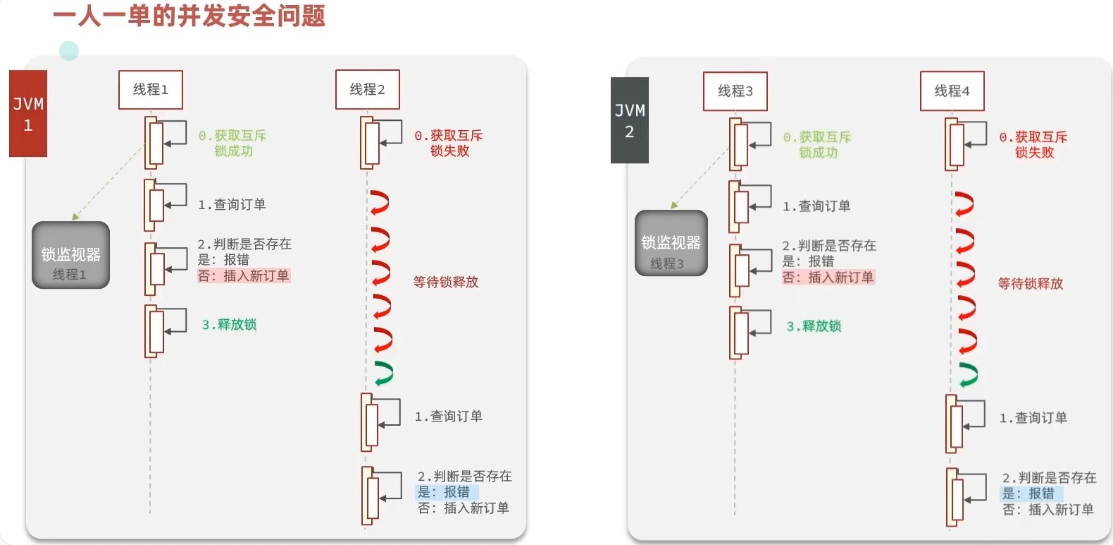 一人一单的并发安全问题
JVM
1
线程1
线程2
0.获取互斥
锁成功
0.获取互斥
锁失败
1.查询订单
锁监视器
线程1
2.判断是否存在
是: 报错
否: 插入新订单
等待锁释放
3.释放锁
1.查询订单
2.判断是否存在
是: 报错
否: 插入新订单
JVM
2
线程3
线程4
0.获取互斥
锁成功
0.获取互斥
锁失败
1.查询订单
锁监视器
线程3
2.判断是否存在
是: 报错
否: 插入新订单
等待锁释放
3.释放锁
1.查询订单
2.判断是否存在
是: 报错
否: 插入新订单